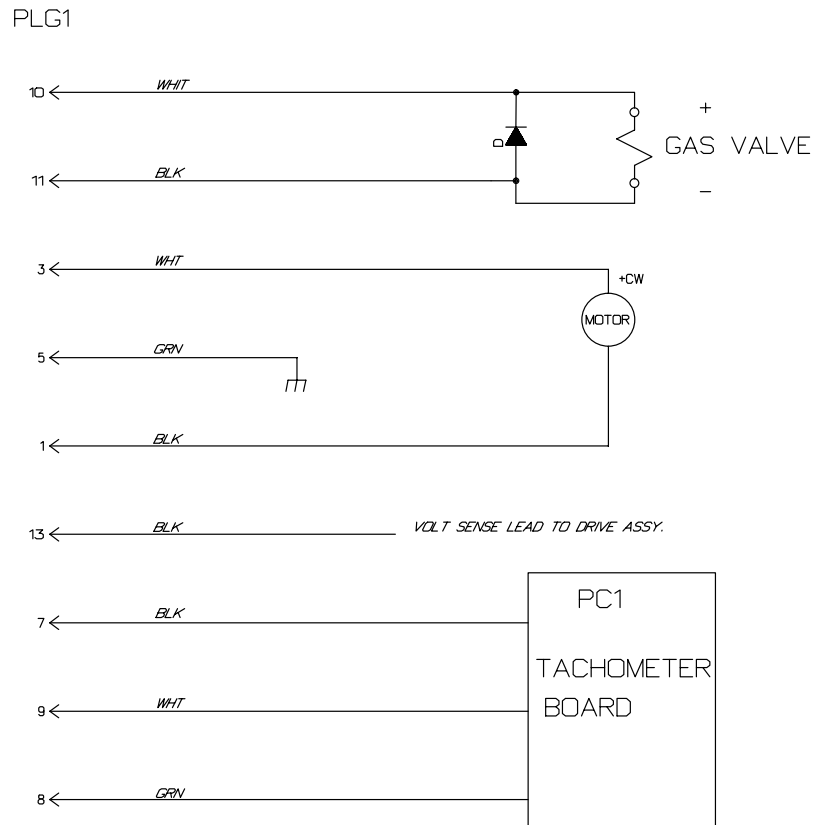 PLG1
10 WHIT
D
+
GAS VALVE
11 BLK
−
3 WHT
+CW
MOTOR
5 GRN
1 BLK
13 BLK VOLT SENSE LEAD TO DRIVE ASSY.
PC1
7 BLK
TACHOMETER
BOARD
9 WHT
8 GRN